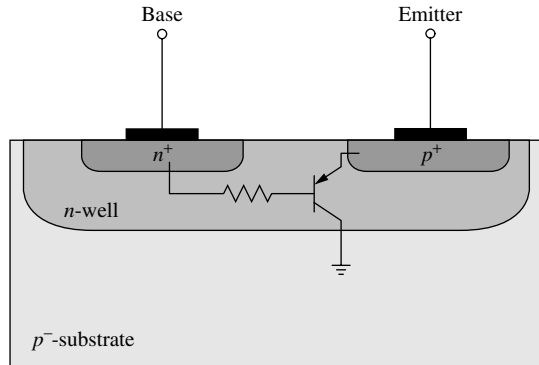 Base
Emitter
n+
p+
n-well
p−-substrate